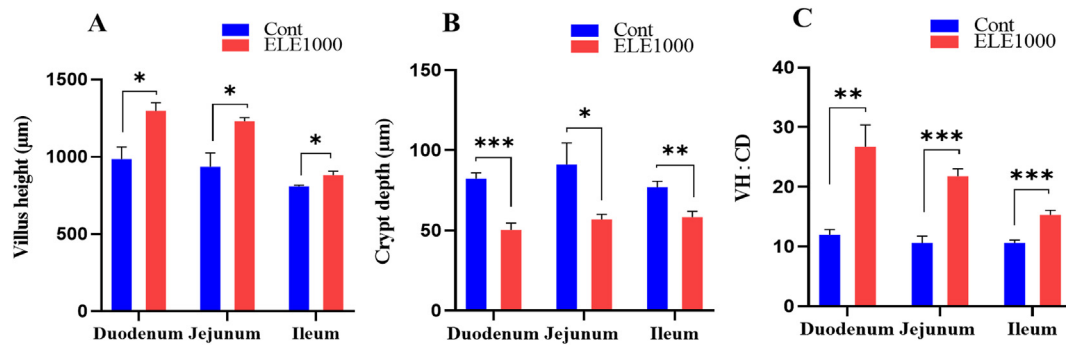 A
Cont
ELE1000
Villus height (μm)
1500
1000
500
0
*
*
*
Duodenum Jejunum Ileum
B
Cont
ELE1000
Crypt depth (μm)
150
100
50
0
***
*
**
Duodenum Jejunum Ileum
C
Cont
ELE1000
VH:CD
40
30
20
10
0
**
***
***
Duodenum Jejunum Ileum